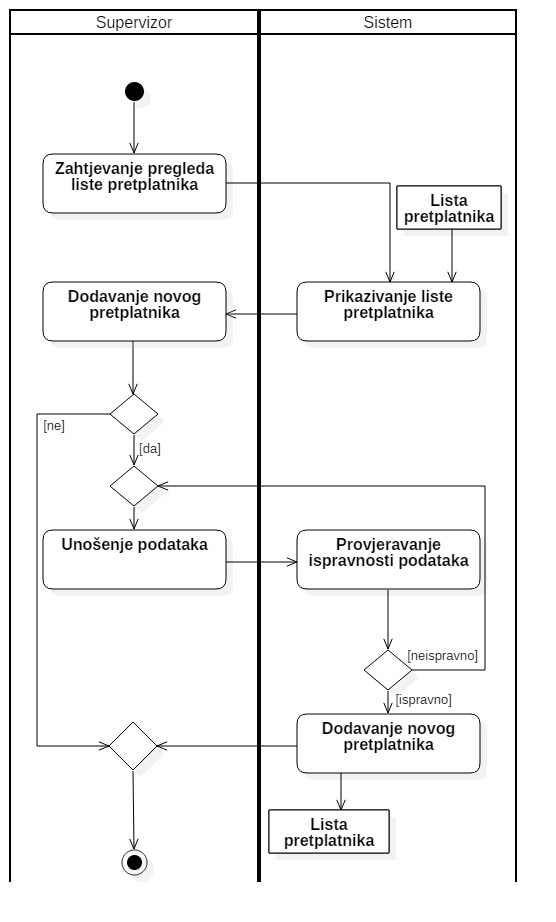 Supervizor
Sistem
Zahtjevanje pregleda
liste pretplatnika
Lista
pretplatnika
Dodavanje novog
pretplatnika
Prikazivanje liste
pretplatnika
[ne]
[da]
Unošenje podataka
Provjeravanje
ispravnosti podataka
[neispravno]
[ispravno]
Dodavanje novog
pretplatnika
Lista
pretplatnika